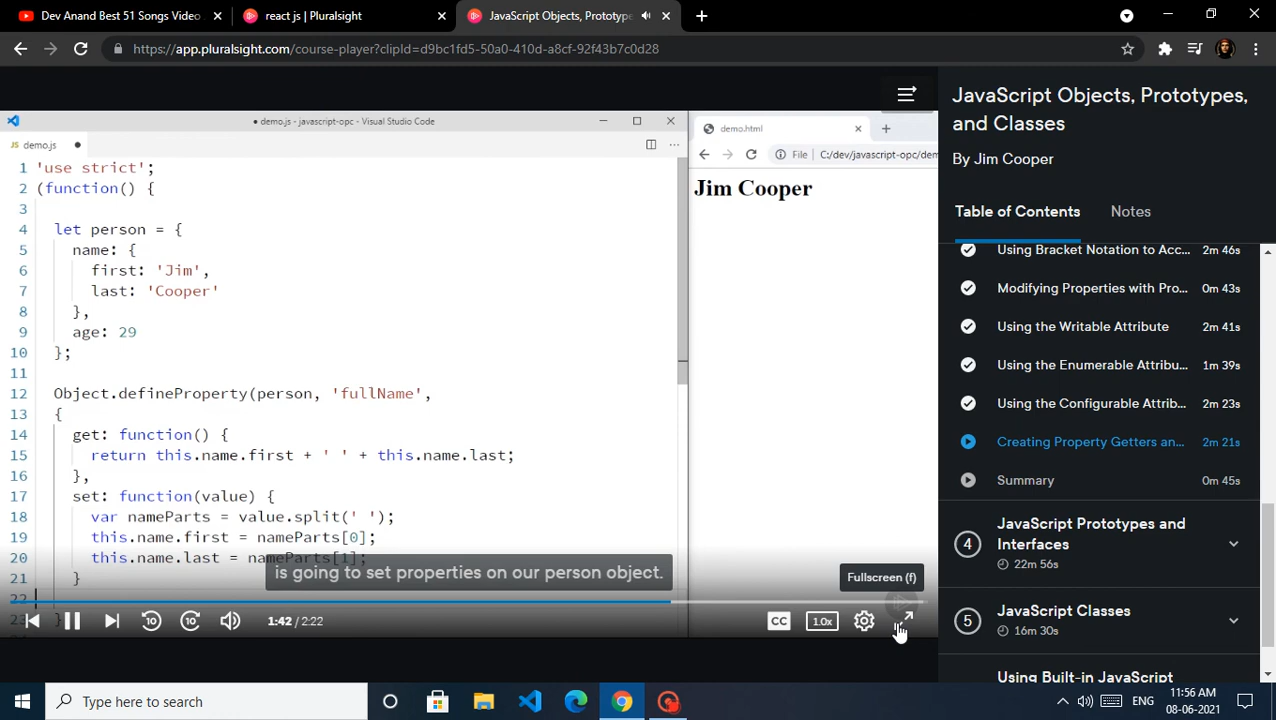 Dev Anand Best 51 Songs Video
react js | Pluralsight
JavaScript Objects, Prototype
https://app.pluralsight.com/course-player?clipId=d9bc1fd5-50a0-410d-a8cf-92f43b7c0d28
● demo.js - javascript-opc - Visual Studio Code
JS demo.js ●
1 'use strict';
2 (function() {
3
4 let person = {
5 name: {
6 first: 'Jim',
7 last: 'Cooper'
8 },
9 age: 29
10 };
11
12 Object.defineProperty(person, 'fullName',
13 {
14 get: function() {
15 return this.name.first + ' ' + this.name.last;
16 },
17 set: function(value) {
18 var nameParts = value.split(' ');
19 this.name.first = nameParts[0];
20 this.name.last = nameParts[1];
21 }
22
demo.html
File C:/dev/javascript-opc/dem
Jim Cooper
is going to set properties on our person object.
Fullscreen (f)
10
10
1:42 / 2:22
CC
1.0x
JavaScript Objects, Prototypes,
and Classes
By Jim Cooper
Table of Contents
Notes
Using Bracket Notation to Acc... 2m 46s
Modifying Properties with Pro... 0m 43s
Using the Writable Attribute 2m 41s
Using the Enumerable Attribu... 1m 39s
Using the Configurable Attrib... 2m 23s
Creating Property Getters an... 2m 21s
Summary 0m 45s
4 JavaScript Prototypes and
Interfaces
22m 56s
5 JavaScript Classes
16m 30s
Using Built-in JavaScript
Type here to search
ENG
11:56 AM
08-06-2021